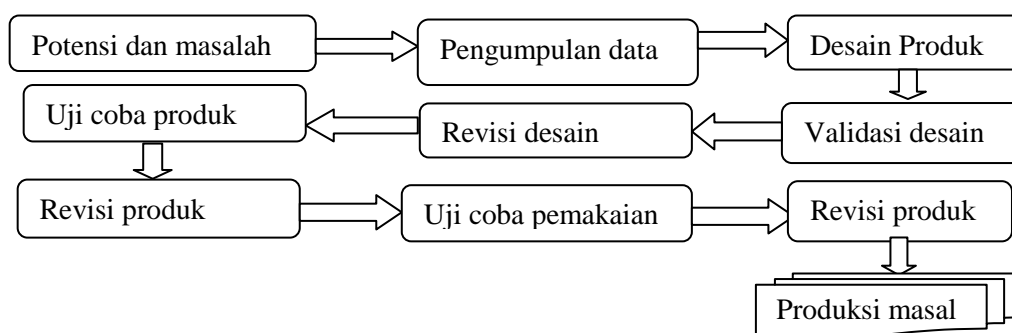 Potensi dan masalah
Pengumpulan data
Desain Produk
Validasi desain
Revisi desain
Uji coba produk
Revisi produk
Uji coba pemakaian
Revisi produk
Produksi masal